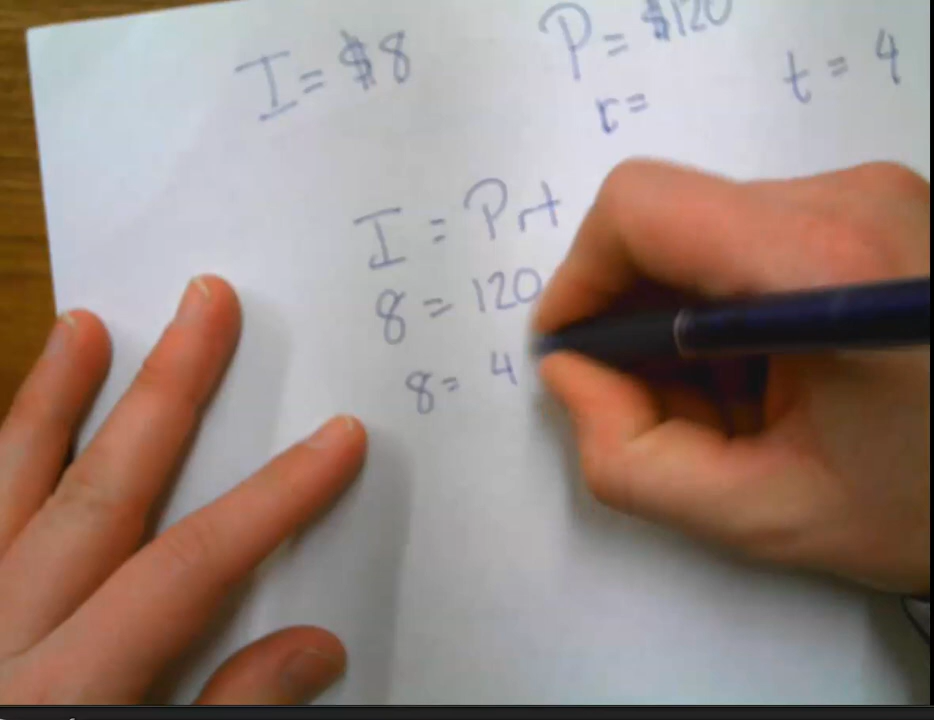 I = $8 P = $120
r = t = 4
I = Prt
8 = 120
8 = 4